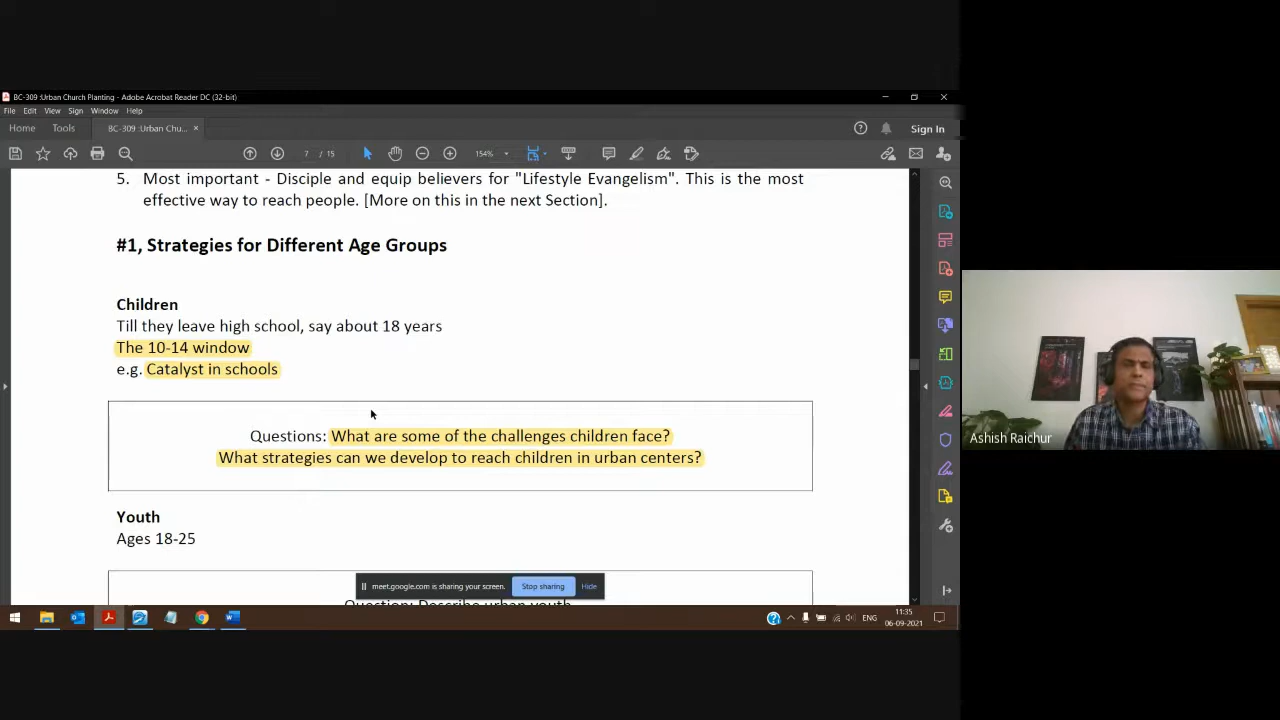 BC-309 :Urban Church Planting - Adobe Acrobat Reader DC (32-bit)
File Edit View Sign Window Help
Home Tools BC-309 :Urban Chu... × Sign In
7 / 15 154%
5. Most important - Disciple and equip believers for "Lifestyle Evangelism". This is the most
effective way to reach people. [More on this in the next Section].
#1, Strategies for Different Age Groups
Children
Till they leave high school, say about 18 years
The 10-14 window
e.g. Catalyst in schools
Questions: What are some of the challenges children face?
What strategies can we develop to reach children in urban centers?
Ashish Raichur
Youth
Ages 18-25
meet.google.com is sharing your screen. Stop sharing Hide
Question: Describe urban youth
ENG
11:35
06-09-2021